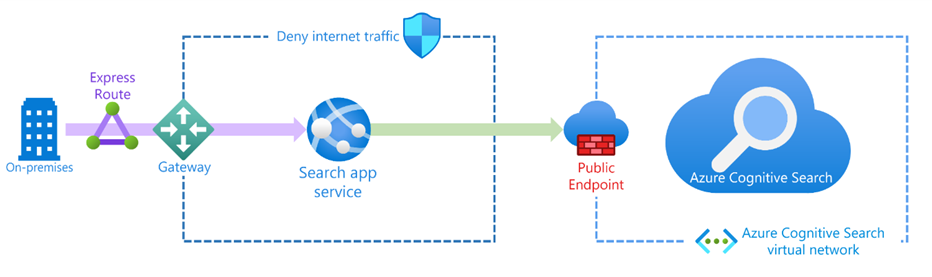 Deny internet traffic
Express
Route
On-premises
Gateway
Search app
service
Public
Endpoint
Azure Cognitive Search
Azure Cognitive Search
virtual network